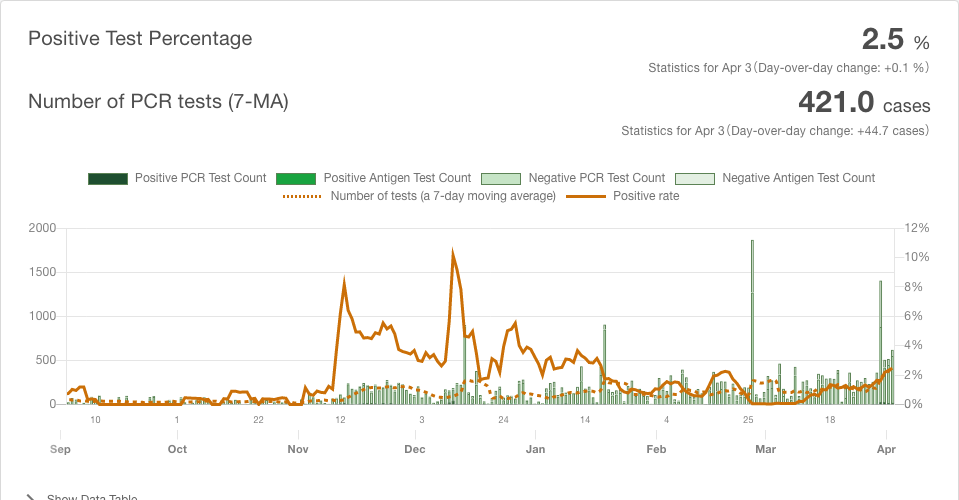 Positive Test Percentage
2.5 %
Statistics for Apr 3（Day-over-day change: +0.1 %）
Number of PCR tests (7-MA)
421.0 cases
Statistics for Apr 3（Day-over-day change: +44.7 cases）
Positive PCR Test Count Positive Antigen Test Count Negative PCR Test Count Negative Antigen Test Count
Number of tests (a 7-day moving average) Positive rate
2000 12%
10%
1500
8%
1000 6%
4%
500
2%
0 0%
10 1 22 12 3 24 14 4 25 18
Sep Oct Nov Dec Jan Feb Mar Apr
Show Data Table